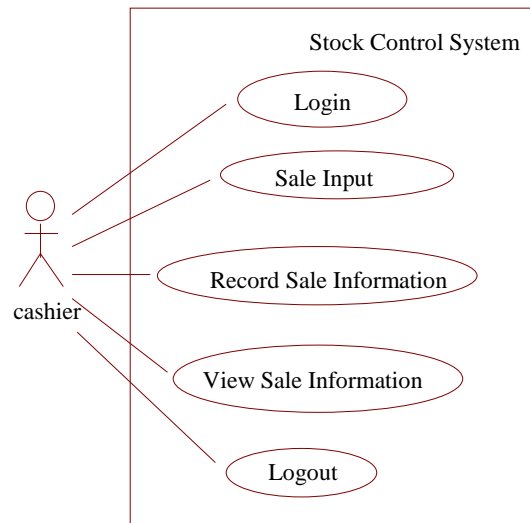 Stock Control System
Login
Sale Input
Record Sale Information
cashier
View Sale Information
Logout